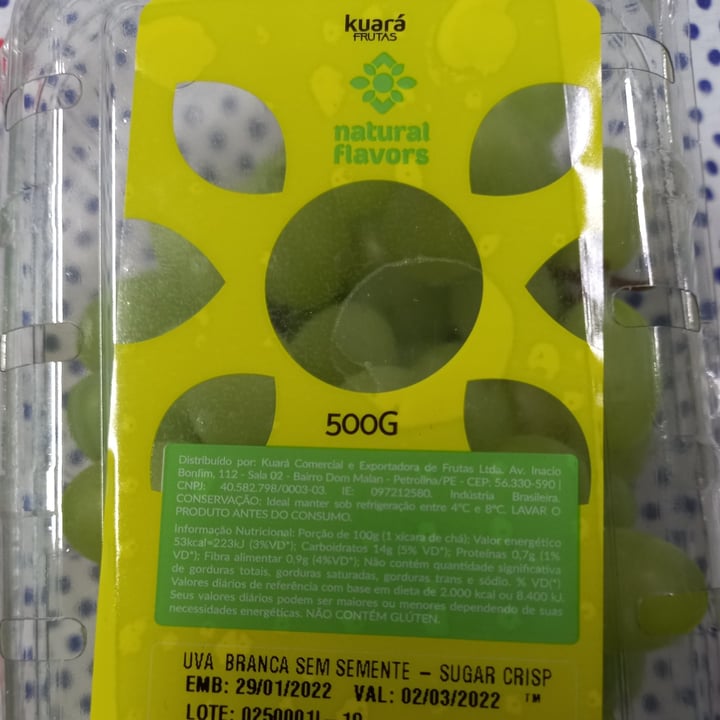 kuará
FRUTAS
natural
flavors
500G
Distribuído por: Kuará Comercial e Exportadora de Frutas Ltda. Av. Inacio
Bonfim, 112 - Sala 02 - Bairro Dom Malan - Petrolina/PE - CEP: 56.330-590 |
CNPJ: 40.582.798/0003-03. IE: 097212580. Indústria Brasileira.
CONSERVAÇÃO: Ideal manter sob refrigeração entre 4°C e 8°C. LAVAR O
PRODUTO ANTES DO CONSUMO.
Informação Nutricional: Porção de 100g (1 xícara de chá); Valor energético
53kcal=223kJ (3%VD*); Carboidratos 14g (5% VD*); Proteínas 0,7g (1%
VD*); Fibra alimentar 0,9g (4%VD*); Não contém quantidade significativa
de gorduras totais, gorduras saturadas, gorduras trans e sódio. % VD(*)
Valores diários de referência com base em dieta de 2.000 kcal ou 8.400 kJ.
Seus valores diários podem ser maiores ou menores dependendo de suas
necessidades energéticas. NÃO CONTÉM GLÚTEN.
UVA BRANCA SEM SEMENTE - SUGAR CRISP
EMB: 29/01/2022 VAL: 02/03/2022 ™
LOTE: